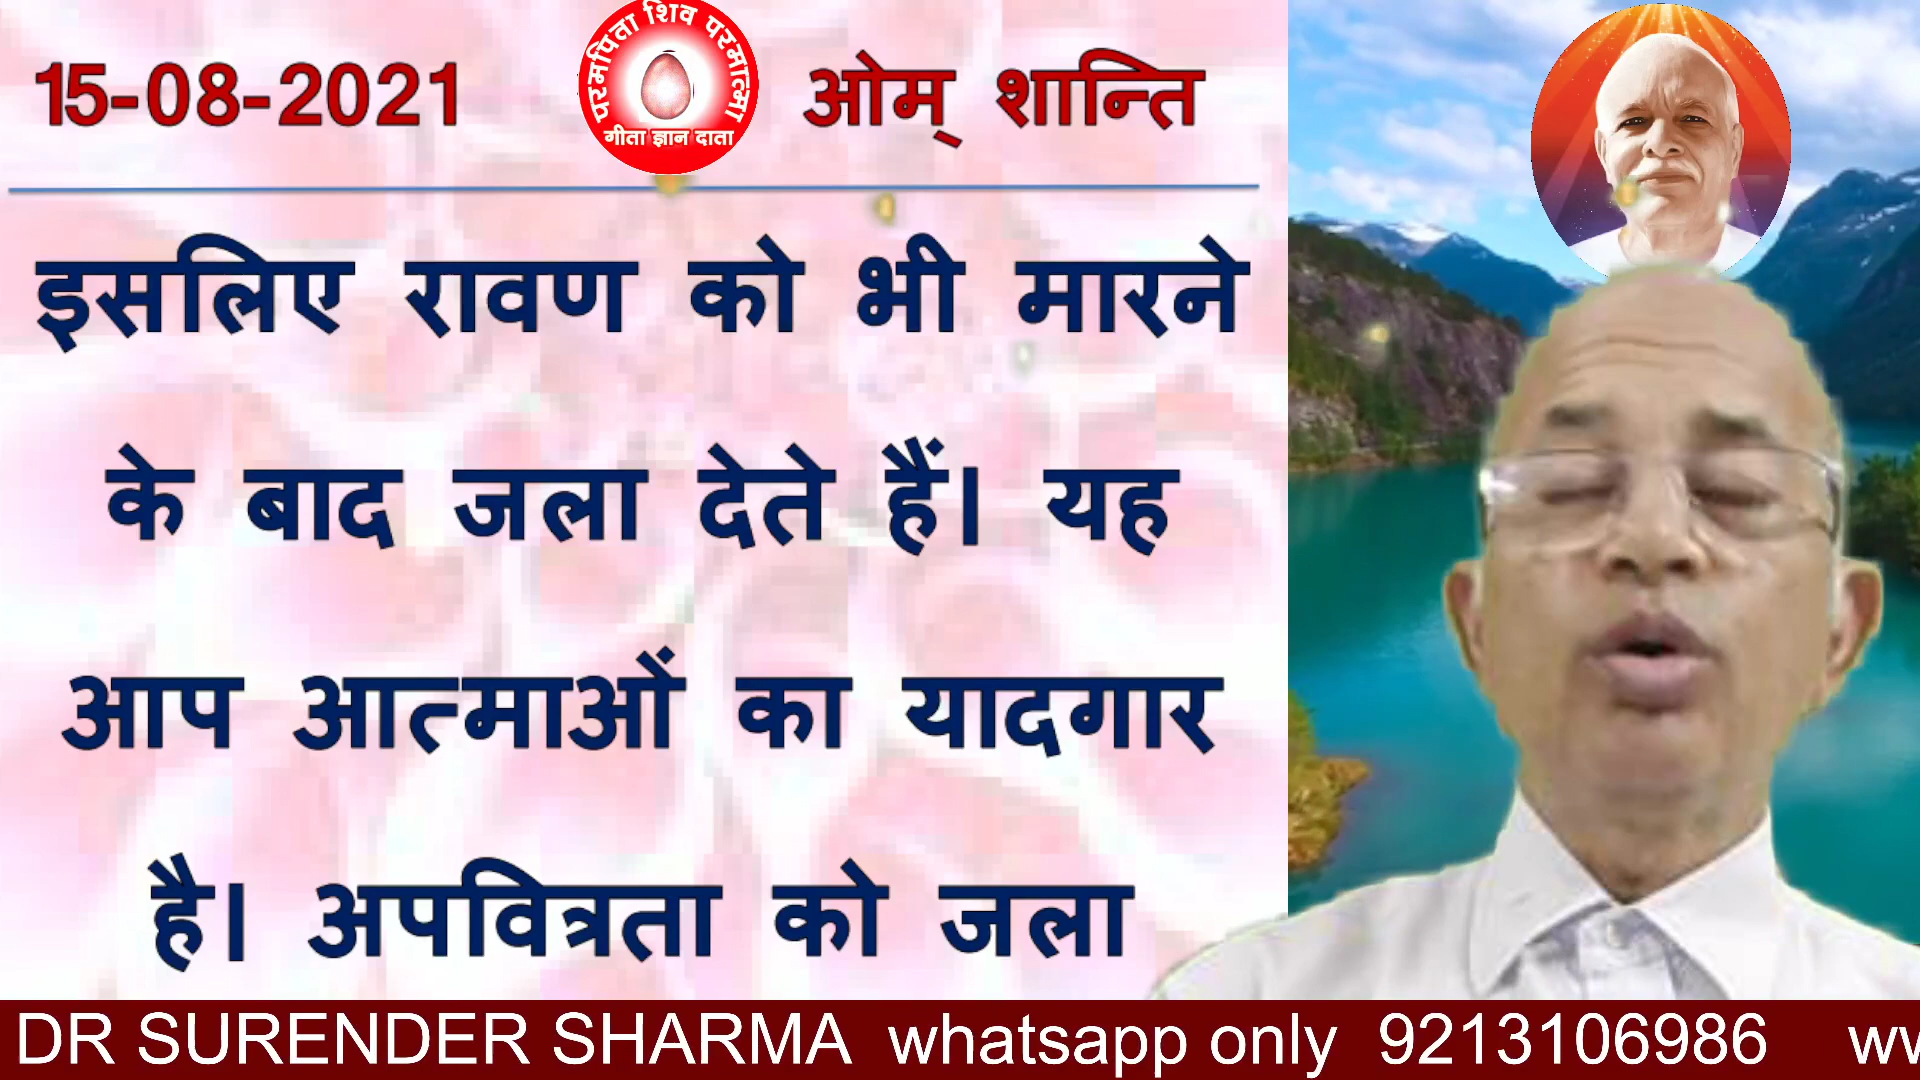 15-08-2021
परमपिता शिव परमात्मा
गीता ज्ञान दाता
ओम् शान्ति
इसलिए रावण को भी मारने
के बाद जला देते हैं। यह
आप आत्माओं का यादगार
है। अपवित्रता को जला
DR SURENDER SHARMA whatsapp only 9213106986